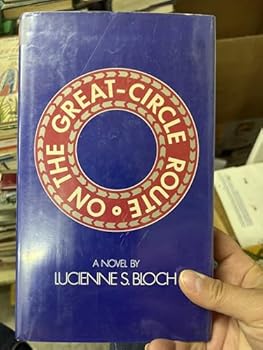 ON THE GREAT-CIRCLE ROUTE •
A NOVEL BY
LUCIENNE S. BLOCH